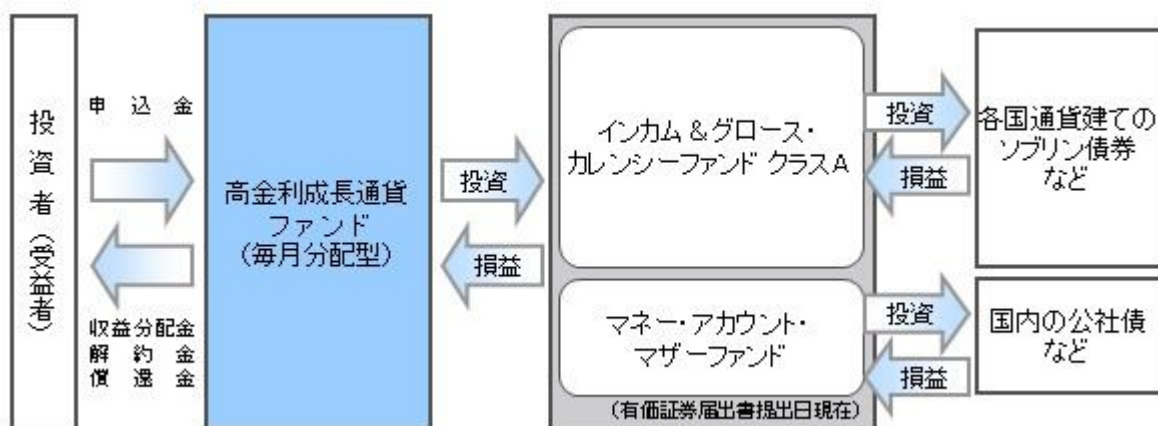 投資者（受益者）
申込金
収益分配金
解約金
償還金
高金利成長通貨
ファンド
（毎月分配型）
投資
損益
インカム＆グロース・
カレンシーファンド クラスA
マネー・アカウント・
マザーファンド
（有価証券届出書提出日現在）
投資
損益
各国通貨建ての
ソブリン債券
など
投資
損益
国内の公社債
など